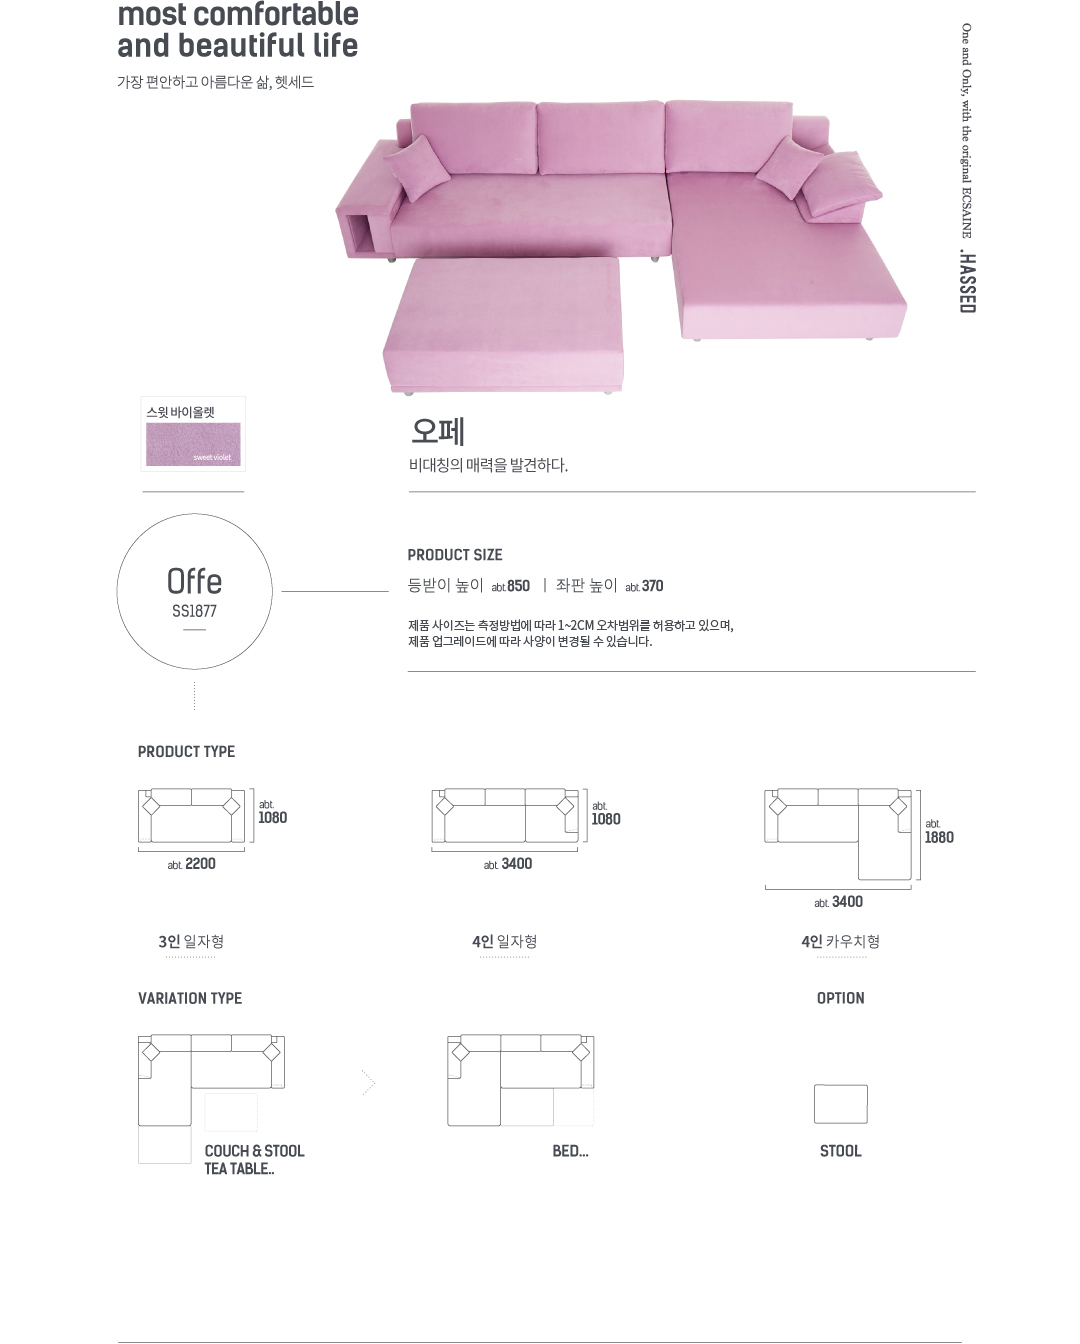 most comfortable
and beautiful life
가장 편안하고 아름다운 삶, 헷세드
One and Only, with the original ECSAINE .HASSED
스윗 바이올렛
sweet violet
오페
비대칭의 매력을 발견하다.
Offe
SS1877
PRODUCT SIZE
등받이 높이 abt.850 | 좌판 높이 abt.370
제품 사이즈는 측정방법에 따라 1~2CM 오차범위를 허용하고 있으며,
제품 업그레이드에 따라 사양이 변경될 수 있습니다.
PRODUCT TYPE
abt.
1080
abt. 2200
abt.
1080
abt. 3400
abt.
1880
abt. 3400
3인 일자형
4인 일자형
4인 카우치형
VARIATION TYPE
OPTION
COUCH & STOOL
TEA TABLE..
BED...
STOOL